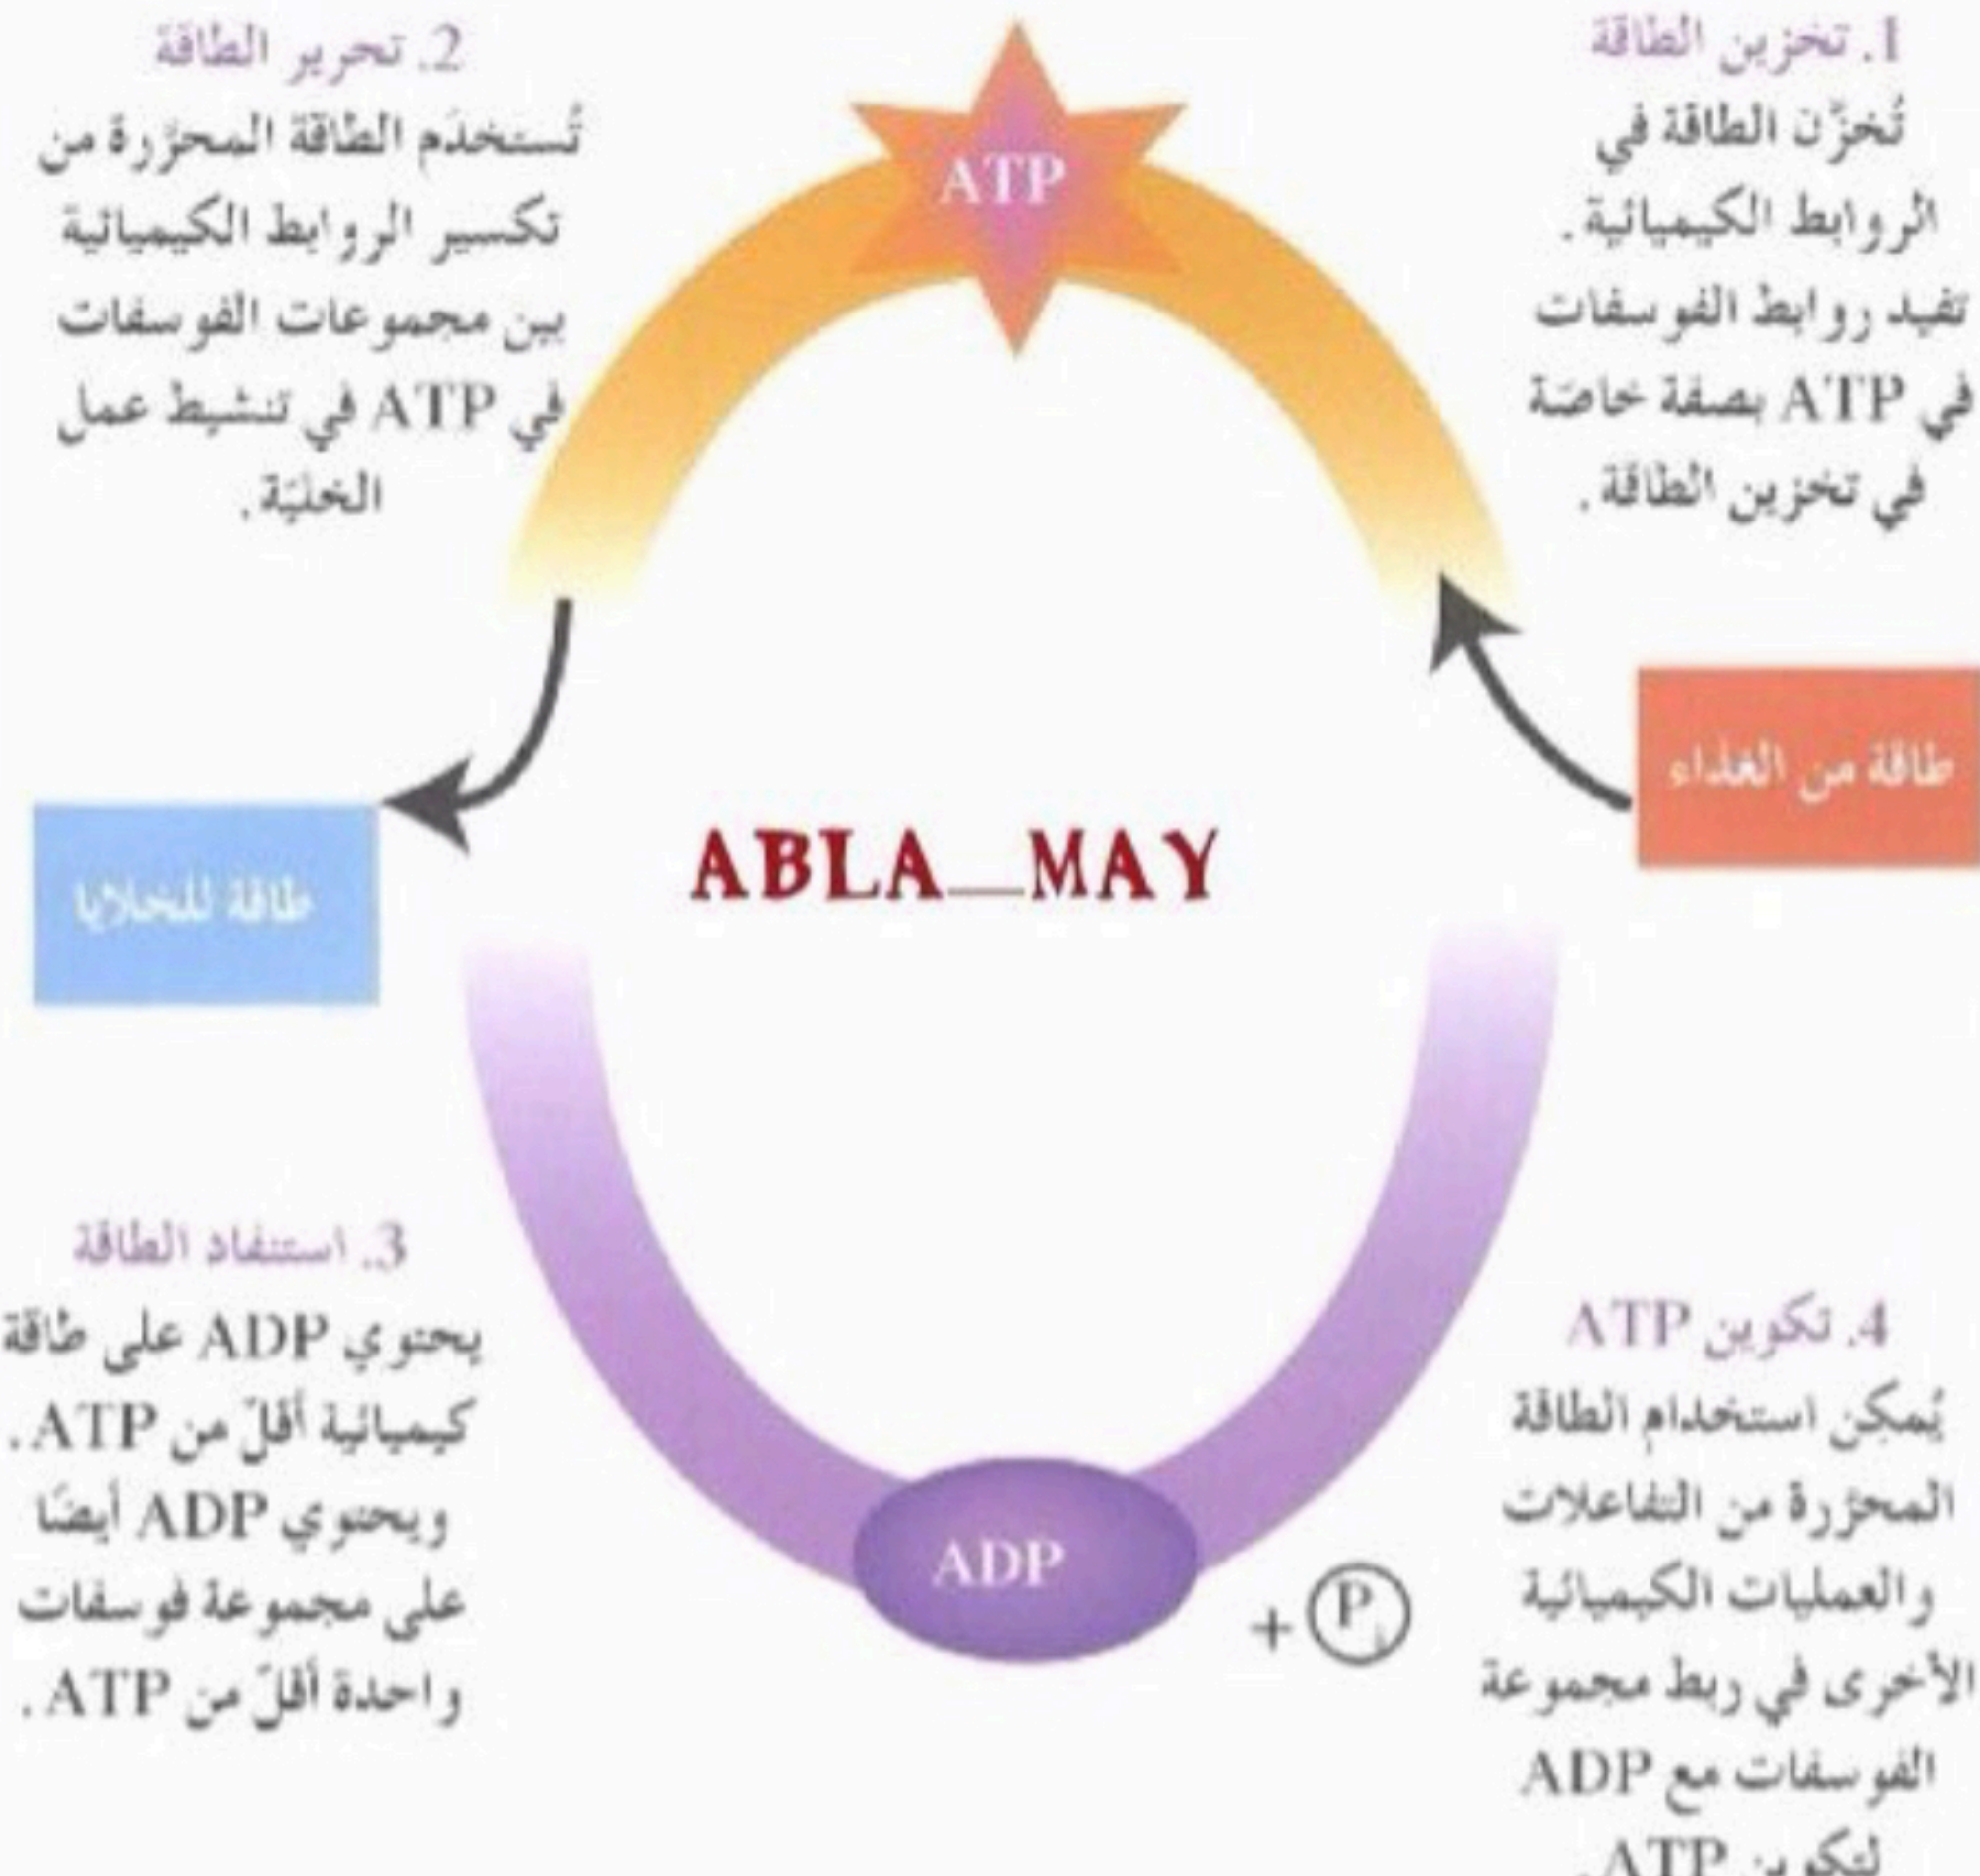 1. تخزين الطاقة
تُخزَّن الطاقة في
الروابط الكيميائية.
تفيد روابط الفوسفات
في ATP بصفة خاصّة
في تخزين الطاقة.
2. تحرير الطاقة
تُستخدَم الطاقة المحرَّرة من
تكسير الروابط الكيميائية
بين مجموعات الفوسفات
في ATP في تنشيط عمل
الخليّة.
ATP
طاقة من الغذاء
طاقة للخلايا
ABLA_MAY
3. استنفاد الطاقة
يحتوي ADP على طاقة
كيميائية أقلّ من ATP.
ويحتوي ADP أيضًا
على مجموعة فوسفات
واحدة أقلّ من ATP.
4. تكوين ATP
يُمكِن استخدام الطاقة
المحرَّرة من التفاعلات
والعمليات الكيميائية
الأخرى في ربط مجموعة
الفوسفات مع ADP
لتكوين ATP.
ADP
+ Pi